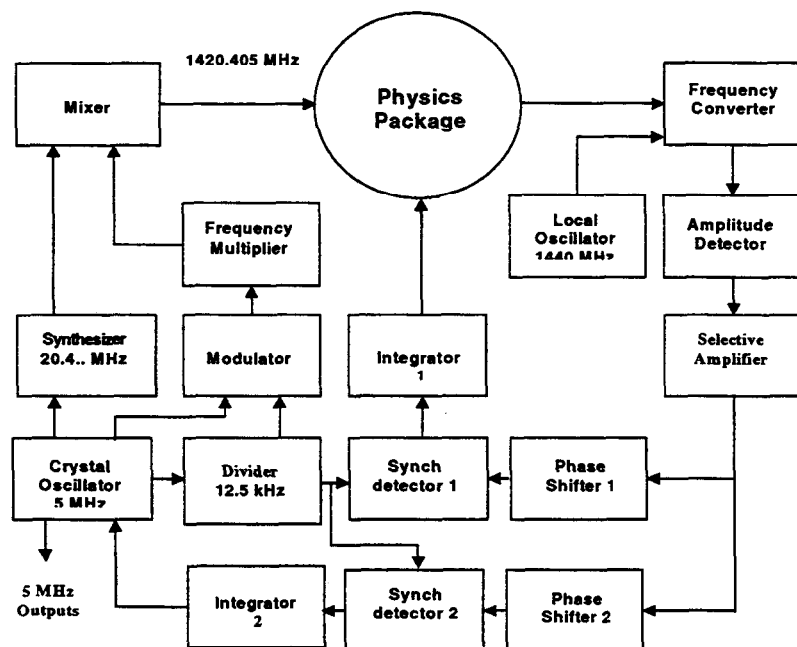 1420.405 MHz
Mixer
Physics
Package
Frequency
Converter
Frequency
Multiplier
Local
Oscillator
1440 MHz
Amplitude
Detector
Synthesizer
20.4.. MHz
Modulator
Integrator
1
Selective
Amplifier
Crystal
Oscillator
5 MHz
Divider
12.5 kHz
Synch
detector 1
Phase
Shifter 1
5 MHz
Outputs
Integrator
2
Synch
detector 2
Phase
Shifter 2